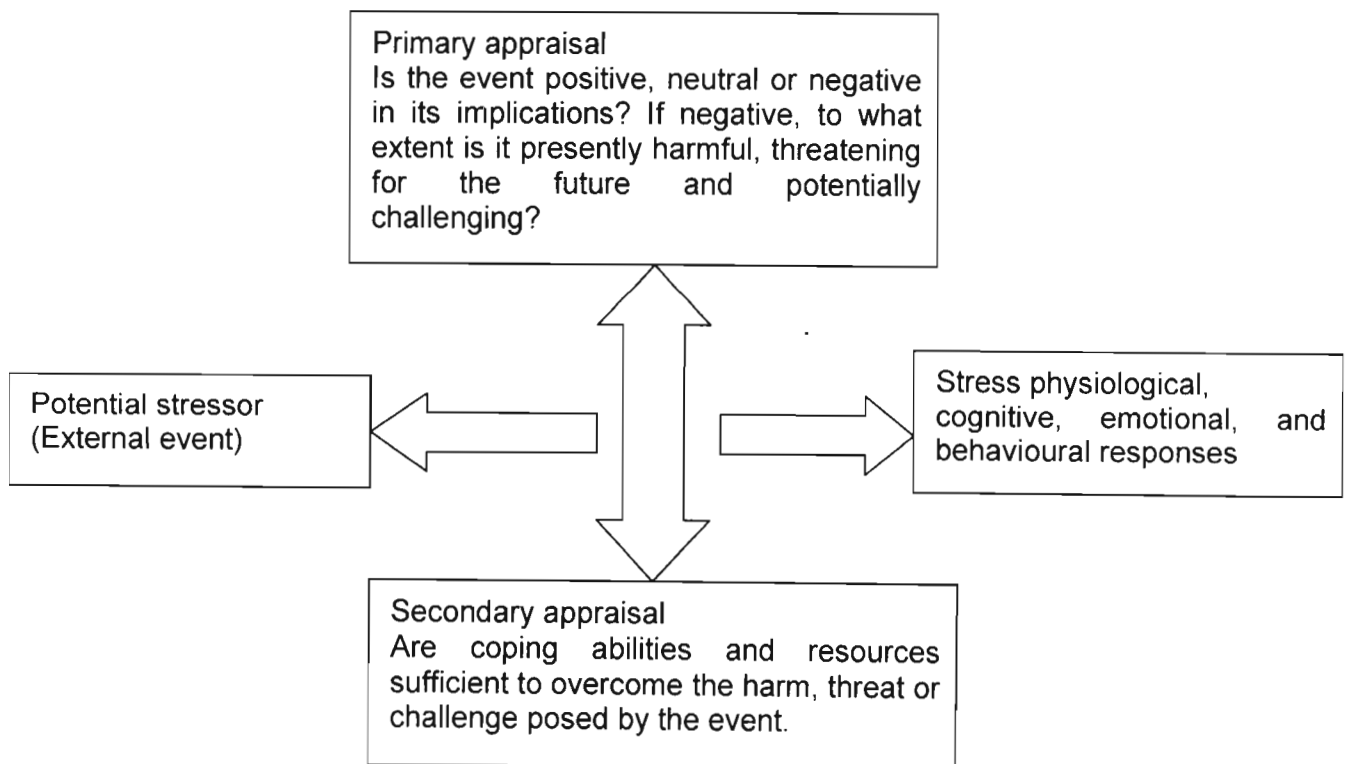 Primary appraisal
Is the event positive, neutral or negative
in its implications? If negative, to what
extent is it presently harmful, threatening
for the future and potentially
challenging?
Potential stressor
(External event)
Stress physiological,
cognitive, emotional, and
behavioural responses
Secondary appraisal
Are coping abilities and resources
sufficient to overcome the harm, threat or
challenge posed by the event.